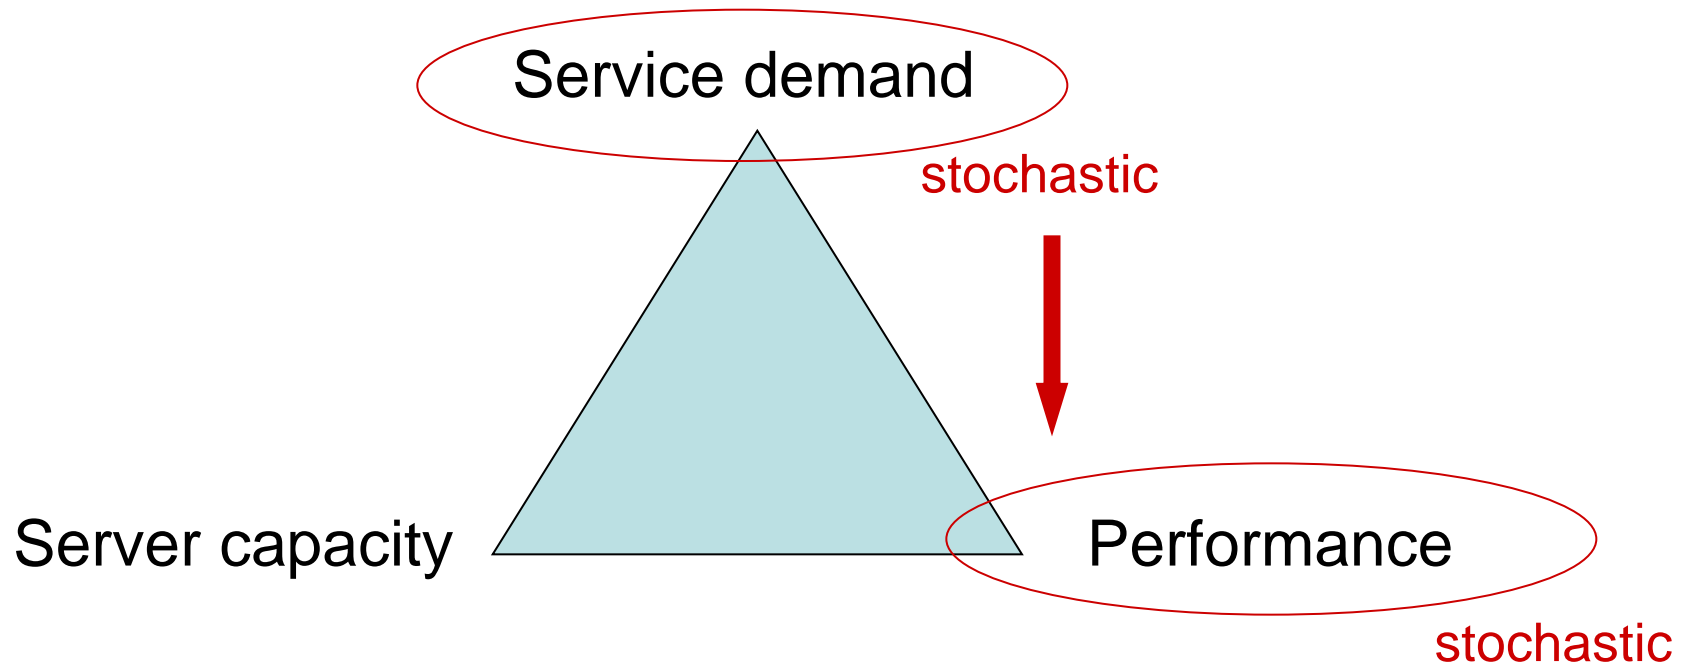 Service demand
stochastic
Server capacity
Performance
stochastic